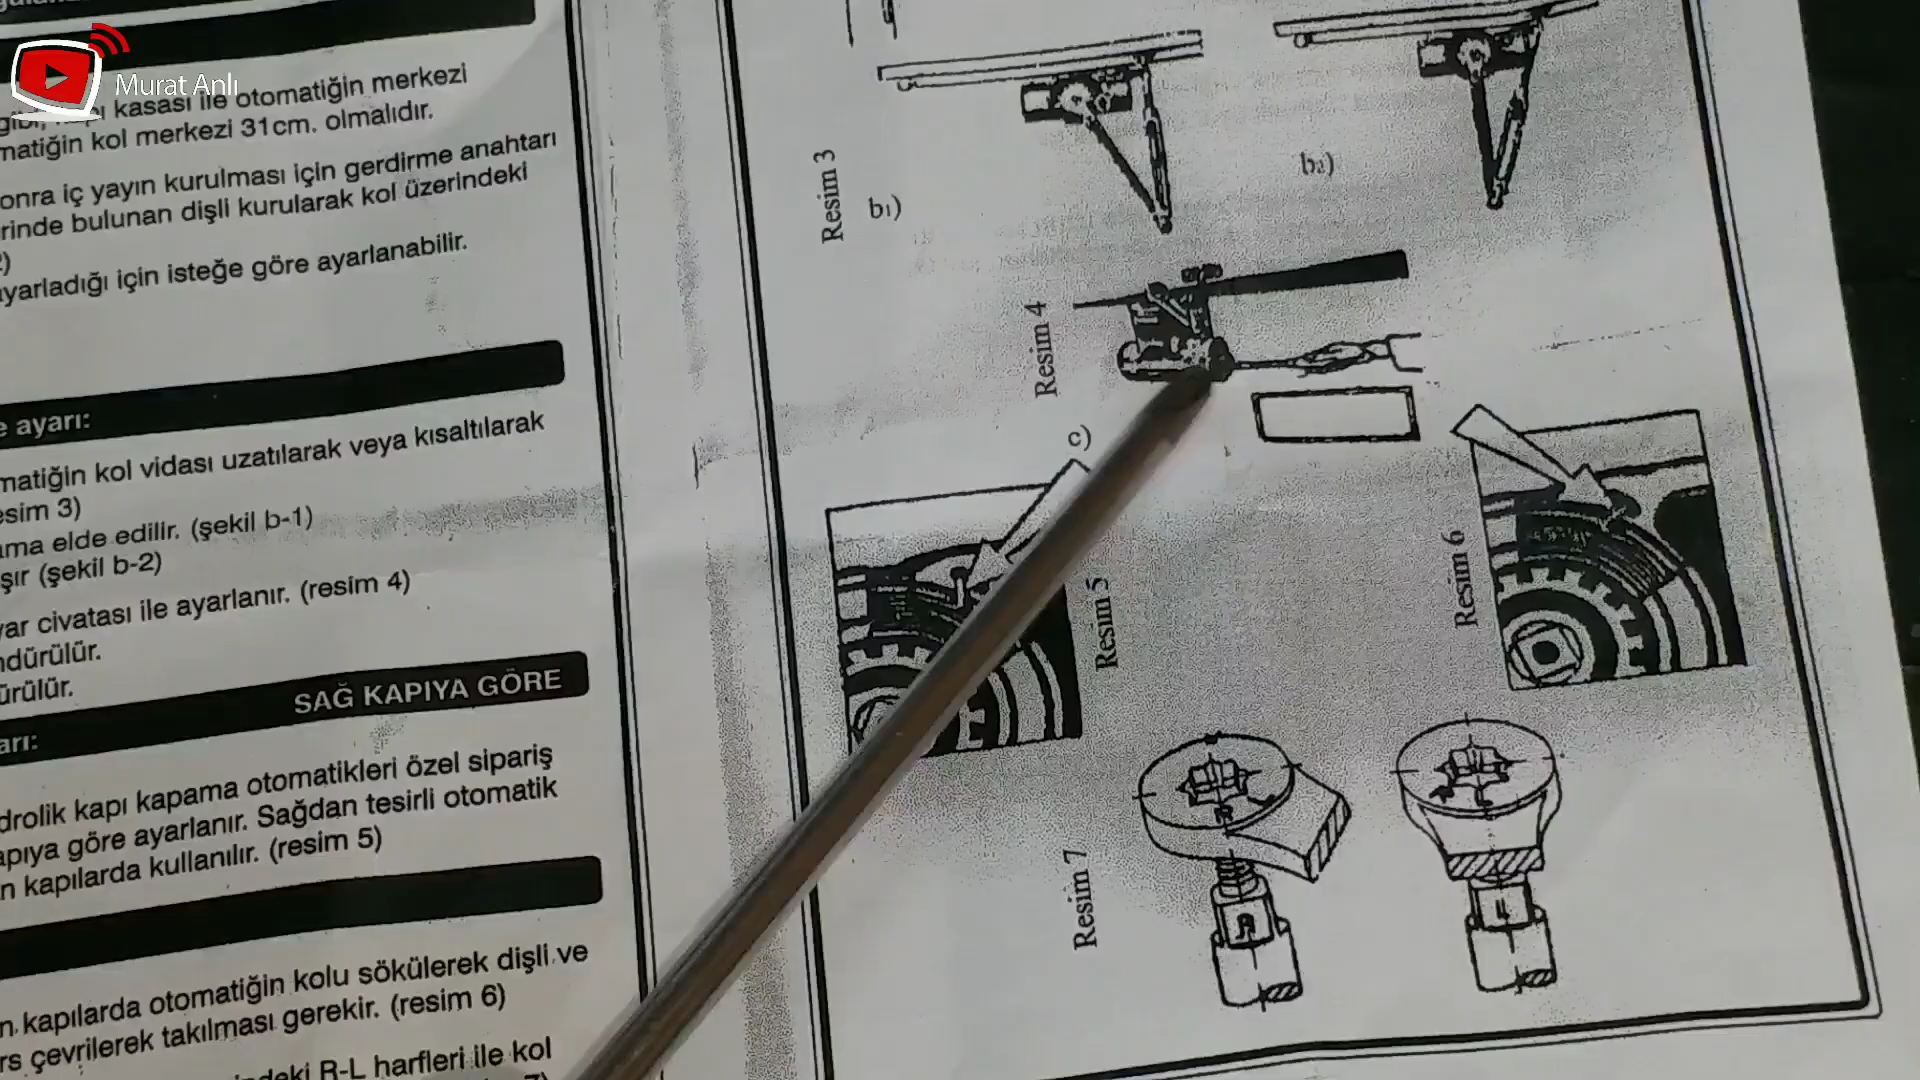 Murat Anlı
kapı kasası ile otomatiğin merkezi
matiğin kol merkezi 31cm. olmalıdır.
onra iç yayın kurulması için gerdirme anahtarı
rinde bulunan dişli kurularak kol üzerindeki
yarladığı için isteğe göre ayarlanabilir.
e ayarı:
matiğin kol vidası uzatılarak veya kısaltılarak
esim 3)
ma elde edilir. (şekil b-1)
şır (şekil b-2)
yar civatası ile ayarlanır. (resim 4)
ndürülür.
ürülür.
SAĞ KAPIYA GÖRE
arı:
drolik kapı kapama otomatikleri özel sipariş
apıya göre ayarlanır. Sağdan tesirli otomatik
n kapılarda kullanılır. (resim 5)
n kapılarda otomatiğin kolu sökülerek dişli ve
rs çevrilerek takılması gerekir. (resim 6)
ndeki R-L harfleri ile kol
Resim 3
b1)
b2)
Resim 4
c)
Resim 5
Resim 6
Resim 7